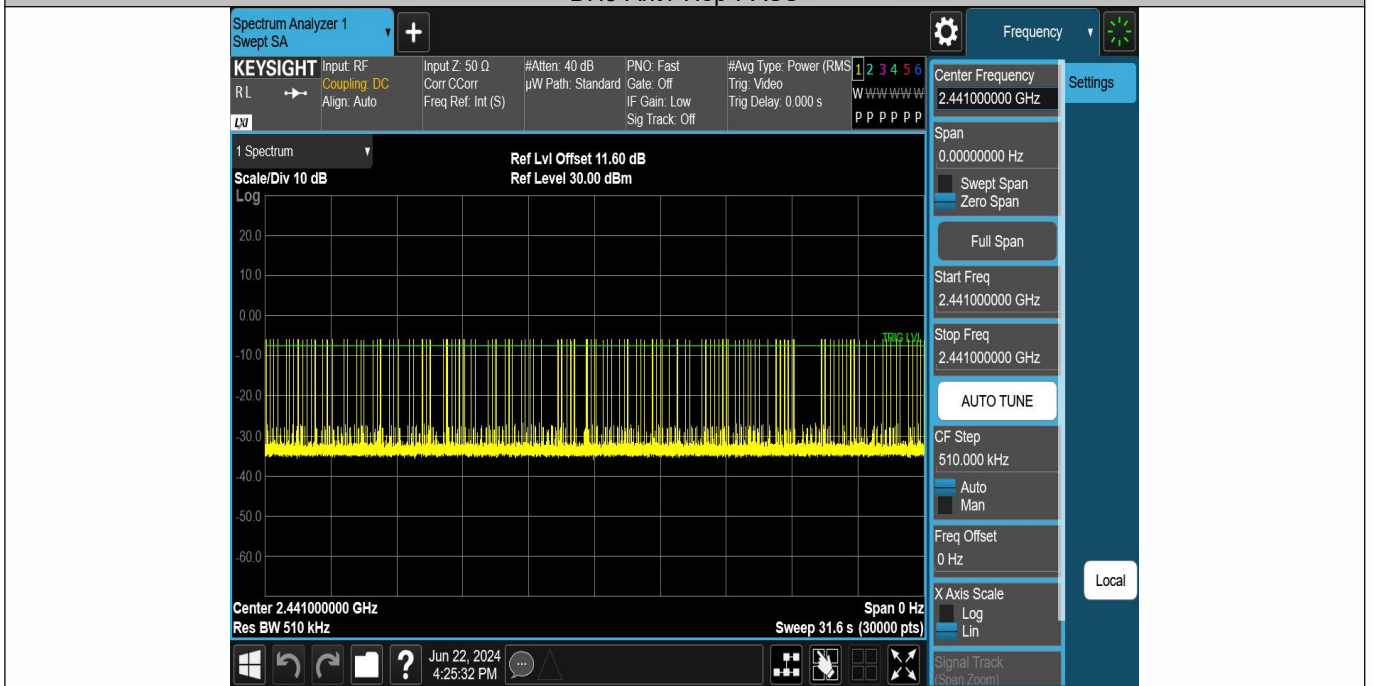 Spectrum Analyzer 1
Swept SA
Frequency
KEYSIGHT
RL
LXI
Input: RF
Coupling: DC
Align: Auto
Input Z: 50 Ω
Corr CCorr
Freq Ref: Int (S)
#Atten: 40 dB
µW Path: Standard
PNO: Fast
Gate: Off
IF Gain: Low
Sig Track: Off
#Avg Type: Power (RMS
Trig: Video
Trig Delay: 0.000 s
1 2 3 4 5 6
W W W W W W
P P P P P P
1 Spectrum
Scale/Div 10 dB
Ref Lvl Offset 11.60 dB
Ref Level 30.00 dBm
Log
20.0
10.0
0.00
-10.0
-20.0
-30.0
-40.0
-50.0
-60.0
TRIG LVL
Center 2.441000000 GHz
Res BW 510 kHz
Span 0 Hz
Sweep 31.6 s (30000 pts)
Jun 22, 2024
4:25:32 PM
Center Frequency
2.441000000 GHz
Span
0.00000000 Hz
Swept Span
Zero Span
Full Span
Start Freq
2.441000000 GHz
Stop Freq
2.441000000 GHz
AUTO TUNE
CF Step
510.000 kHz
Auto
Man
Freq Offset
0 Hz
X Axis Scale
Log
Lin
Signal Track
(Span Zoom)
Settings
Local